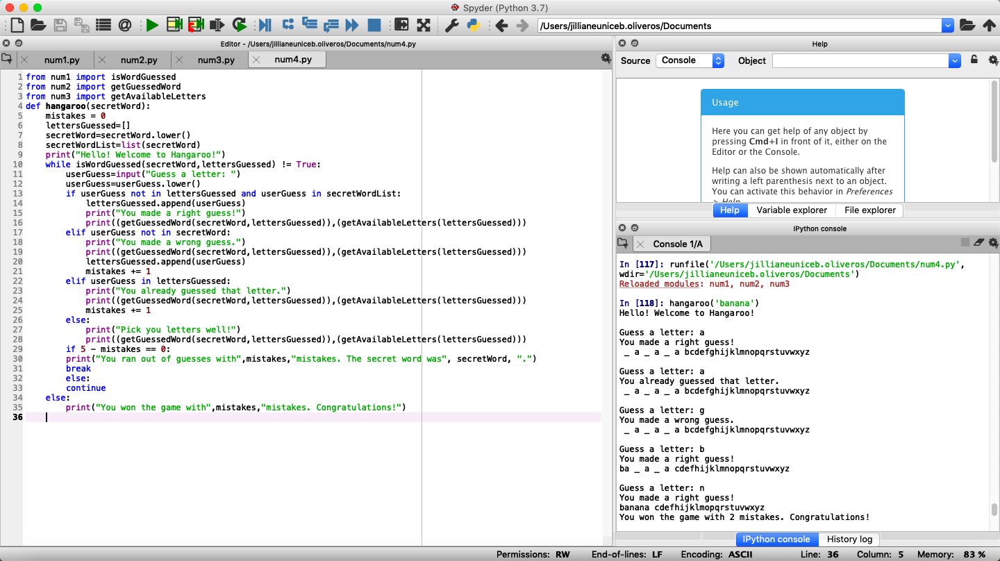 Spyder (Python 3.7)
/Users/jillianeuniceb.oliveros/Documents
Editor - /Users/jillianeuniceb.oliveros/Documents/num4.py
num1.py num2.py num3.py num4.py
1 from num1 import isWordGuessed
2 from num2 import getGuessedWord
3 from num3 import getAvailableLetters
4 def hangaroo(secretWord):
5     mistakes = 0
6     lettersGuessed=[]
7     secretWord=secretWord.lower()
8     secretWordList=list(secretWord)
9     print("Hello! Welcome to Hangaroo!")
10     while isWordGuessed(secretWord,lettersGuessed) != True:
11         userGuess=input("Guess a letter: ")
12         userGuess=userGuess.lower()
13         if userGuess not in lettersGuessed and userGuess in secretWordList:
14             lettersGuessed.append(userGuess)
15             print("You made a right guess!")
16             print((getGuessedWord(secretWord,lettersGuessed)),(getAvailableLetters(lettersGuessed)))
17         elif userGuess not in secretWord:
18             print("You made a wrong guess.")
19             print((getGuessedWord(secretWord,lettersGuessed)),(getAvailableLetters(lettersGuessed)))
20             lettersGuessed.append(userGuess)
21             mistakes += 1
22         elif userGuess in lettersGuessed:
23             print("You already guessed that letter.")
24             print((getGuessedWord(secretWord,lettersGuessed)),(getAvailableLetters(lettersGuessed)))
25             mistakes += 1
26         else:
27             print("Pick you letters well!")
28             print((getGuessedWord(secretWord,lettersGuessed)),(getAvailableLetters(lettersGuessed)))
29         if 5 - mistakes == 0:
30         print("You ran out of guesses with",mistakes,"mistakes. The secret word was", secretWord, ".")
31         break
32         else:
33         continue
34     else:
35         print("You won the game with",mistakes,"mistakes. Congratulations!")
36
Help
Source Console Object
Usage
Here you can get help of any object by
pressing Cmd+I in front of it, either on the
Editor or the Console.
Help can also be shown automatically after
writing a left parenthesis next to an object.
You can activate this behavior in Preferences
> Help.
Help Variable explorer File explorer
IPython console
Console 1/A
In [117]: runfile('/Users/jillianeuniceb.oliveros/Documents/num4.py',
wdir='/Users/jillianeuniceb.oliveros/Documents')
Reloaded modules: num1, num2, num3
In [118]: hangaroo('banana')
Hello! Welcome to Hangaroo!
Guess a letter: a
You made a right guess!
_ a _ a _ a bcdefghijklmnopqrstuvwxyz
Guess a letter: a
You already guessed that letter.
_ a _ a _ a bcdefghijklmnopqrstuvwxyz
Guess a letter: g
You made a wrong guess.
_ a _ a _ a bcdefghijklmnopqrstuvwxyz
Guess a letter: b
You made a right guess!
ba _ a _ a cdefhijklmnopqrstuvwxyz
Guess a letter: n
You made a right guess!
banana cdefhijklmopqrstuvwxyz
You won the game with 2 mistakes. Congratulations!
IPython console History log
Permissions: RW End-of-lines: LF Encoding: ASCII Line: 36 Column: 5 Memory: 83 %